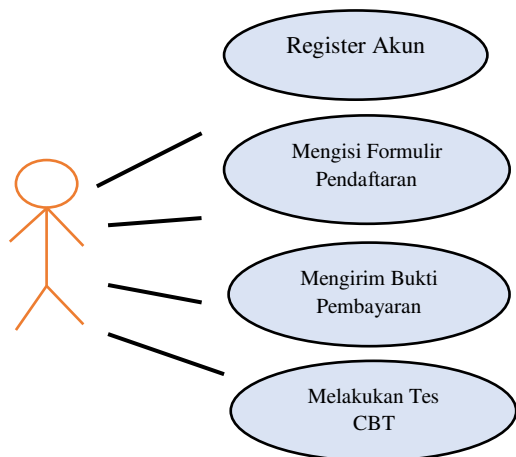 Register Akun
Mengisi Formulir
Pendaftaran
Mengirim Bukti
Pembayaran
Melakukan Tes
CBT